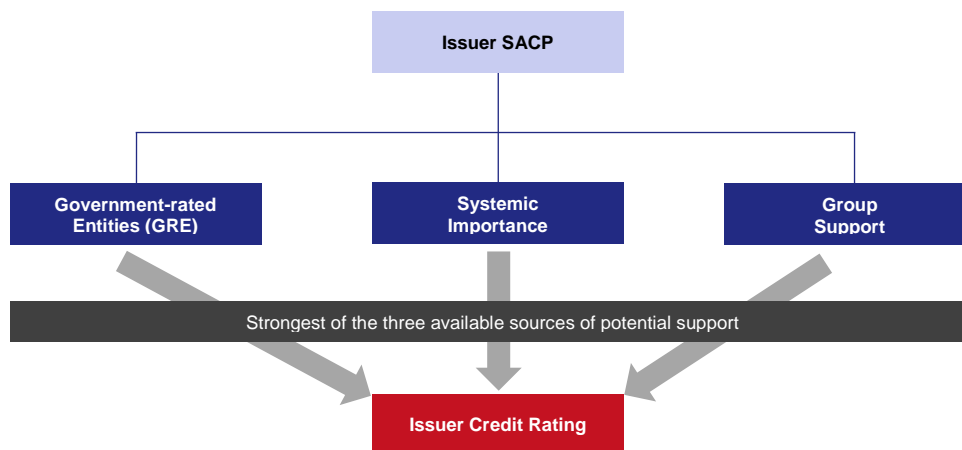 Issuer SACP
Government-rated
Entities (GRE)
Systemic
Importance
Group
Support
Strongest of the three available sources of potential support
Issuer Credit Rating